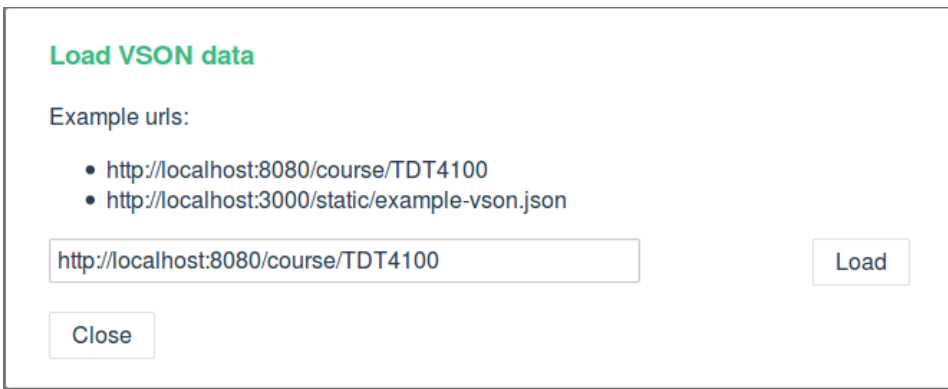 Load VSON data
Example urls:
• http://localhost:8080/course/TDT4100
• http://localhost:3000/static/example-vson.json
http://localhost:8080/course/TDT4100
Load
Close